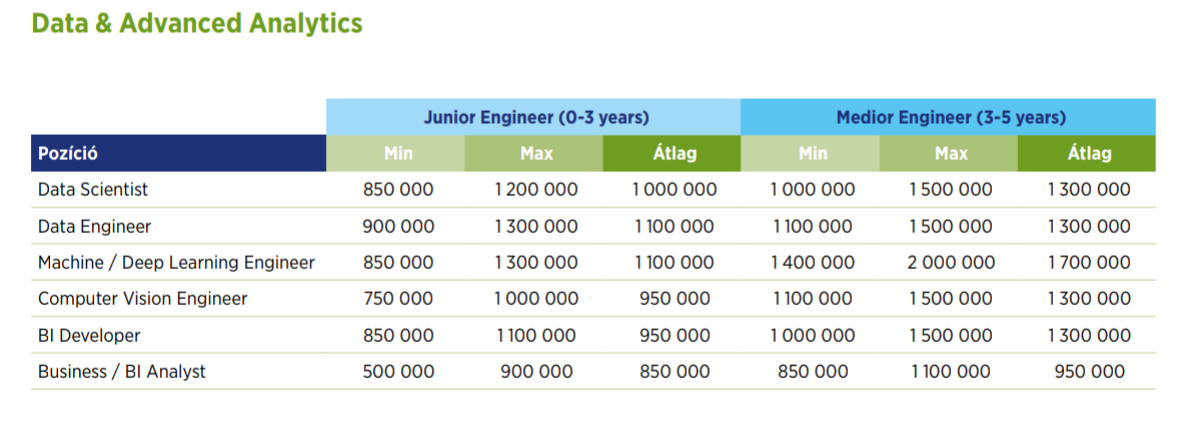 Data & Advanced Analytics
Junior Engineer (0-3 years) Medior Engineer (3-5 years)
Pozíció Min Max Átlag Min Max Átlag
Data Scientist 850 000 1 200 000 1 000 000 1 000 000 1 500 000 1 300 000
Data Engineer 900 000 1 300 000 1 100 000 1 100 000 1 500 000 1 300 000
Machine / Deep Learning Engineer 850 000 1 300 000 1 100 000 1 400 000 2 000 000 1 700 000
Computer Vision Engineer 750 000 1 000 000 950 000 1 100 000 1 500 000 1 300 000
BI Developer 850 000 1 100 000 950 000 1 000 000 1 500 000 1 300 000
Business / BI Analyst 500 000 900 000 850 000 850 000 1 100 000 950 000